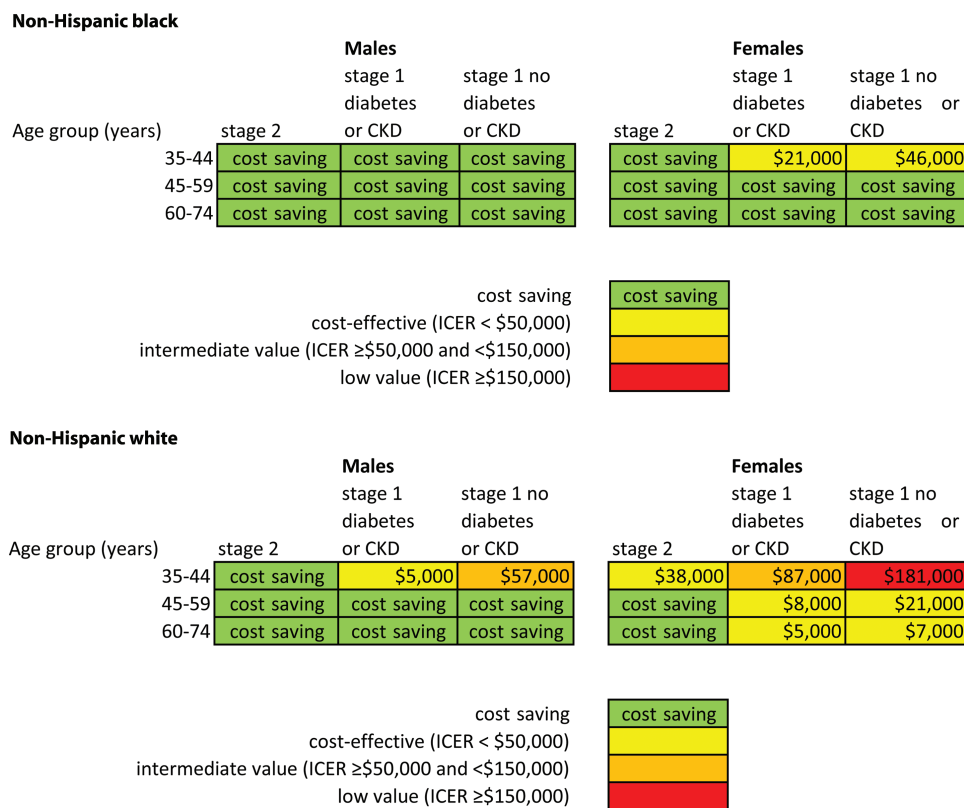 Non-Hispanic black
Males Females
stage 1 stage 1 no stage 1 stage 1 no
diabetes diabetes diabetes diabetes or
Age group (years) stage 2 or CKD or CKD stage 2 or CKD CKD
35-44 cost saving cost saving cost saving cost saving $21,000 $46,000
45-59 cost saving cost saving cost saving cost saving cost saving cost saving
60-74 cost saving cost saving cost saving cost saving cost saving cost saving
cost saving cost saving
cost-effective (ICER < $50,000)
intermediate value (ICER ≥$50,000 and <$150,000)
low value (ICER ≥$150,000)
Non-Hispanic white
Males Females
stage 1 stage 1 no stage 1 stage 1 no
diabetes diabetes diabetes diabetes or
Age group (years) stage 2 or CKD or CKD stage 2 or CKD CKD
35-44 cost saving $5,000 $57,000 $38,000 $87,000 $181,000
45-59 cost saving cost saving cost saving cost saving $8,000 $21,000
60-74 cost saving cost saving cost saving cost saving $5,000 $7,000
cost saving cost saving
cost-effective (ICER < $50,000)
intermediate value (ICER ≥$50,000 and <$150,000)
low value (ICER ≥$150,000)